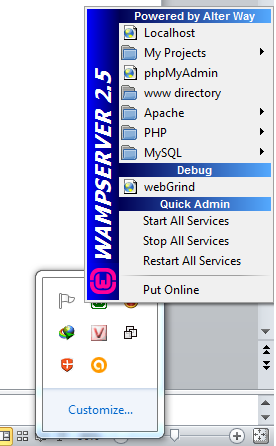 Powered by Alter Way
Localhost
My Projects
phpMyAdmin
www directory
Apache
PHP
MySQL
Debug
webGrind
Quick Admin
Start All Services
Stop All Services
Restart All Services
Put Online
WAMPSERVER 2.5
Customize...